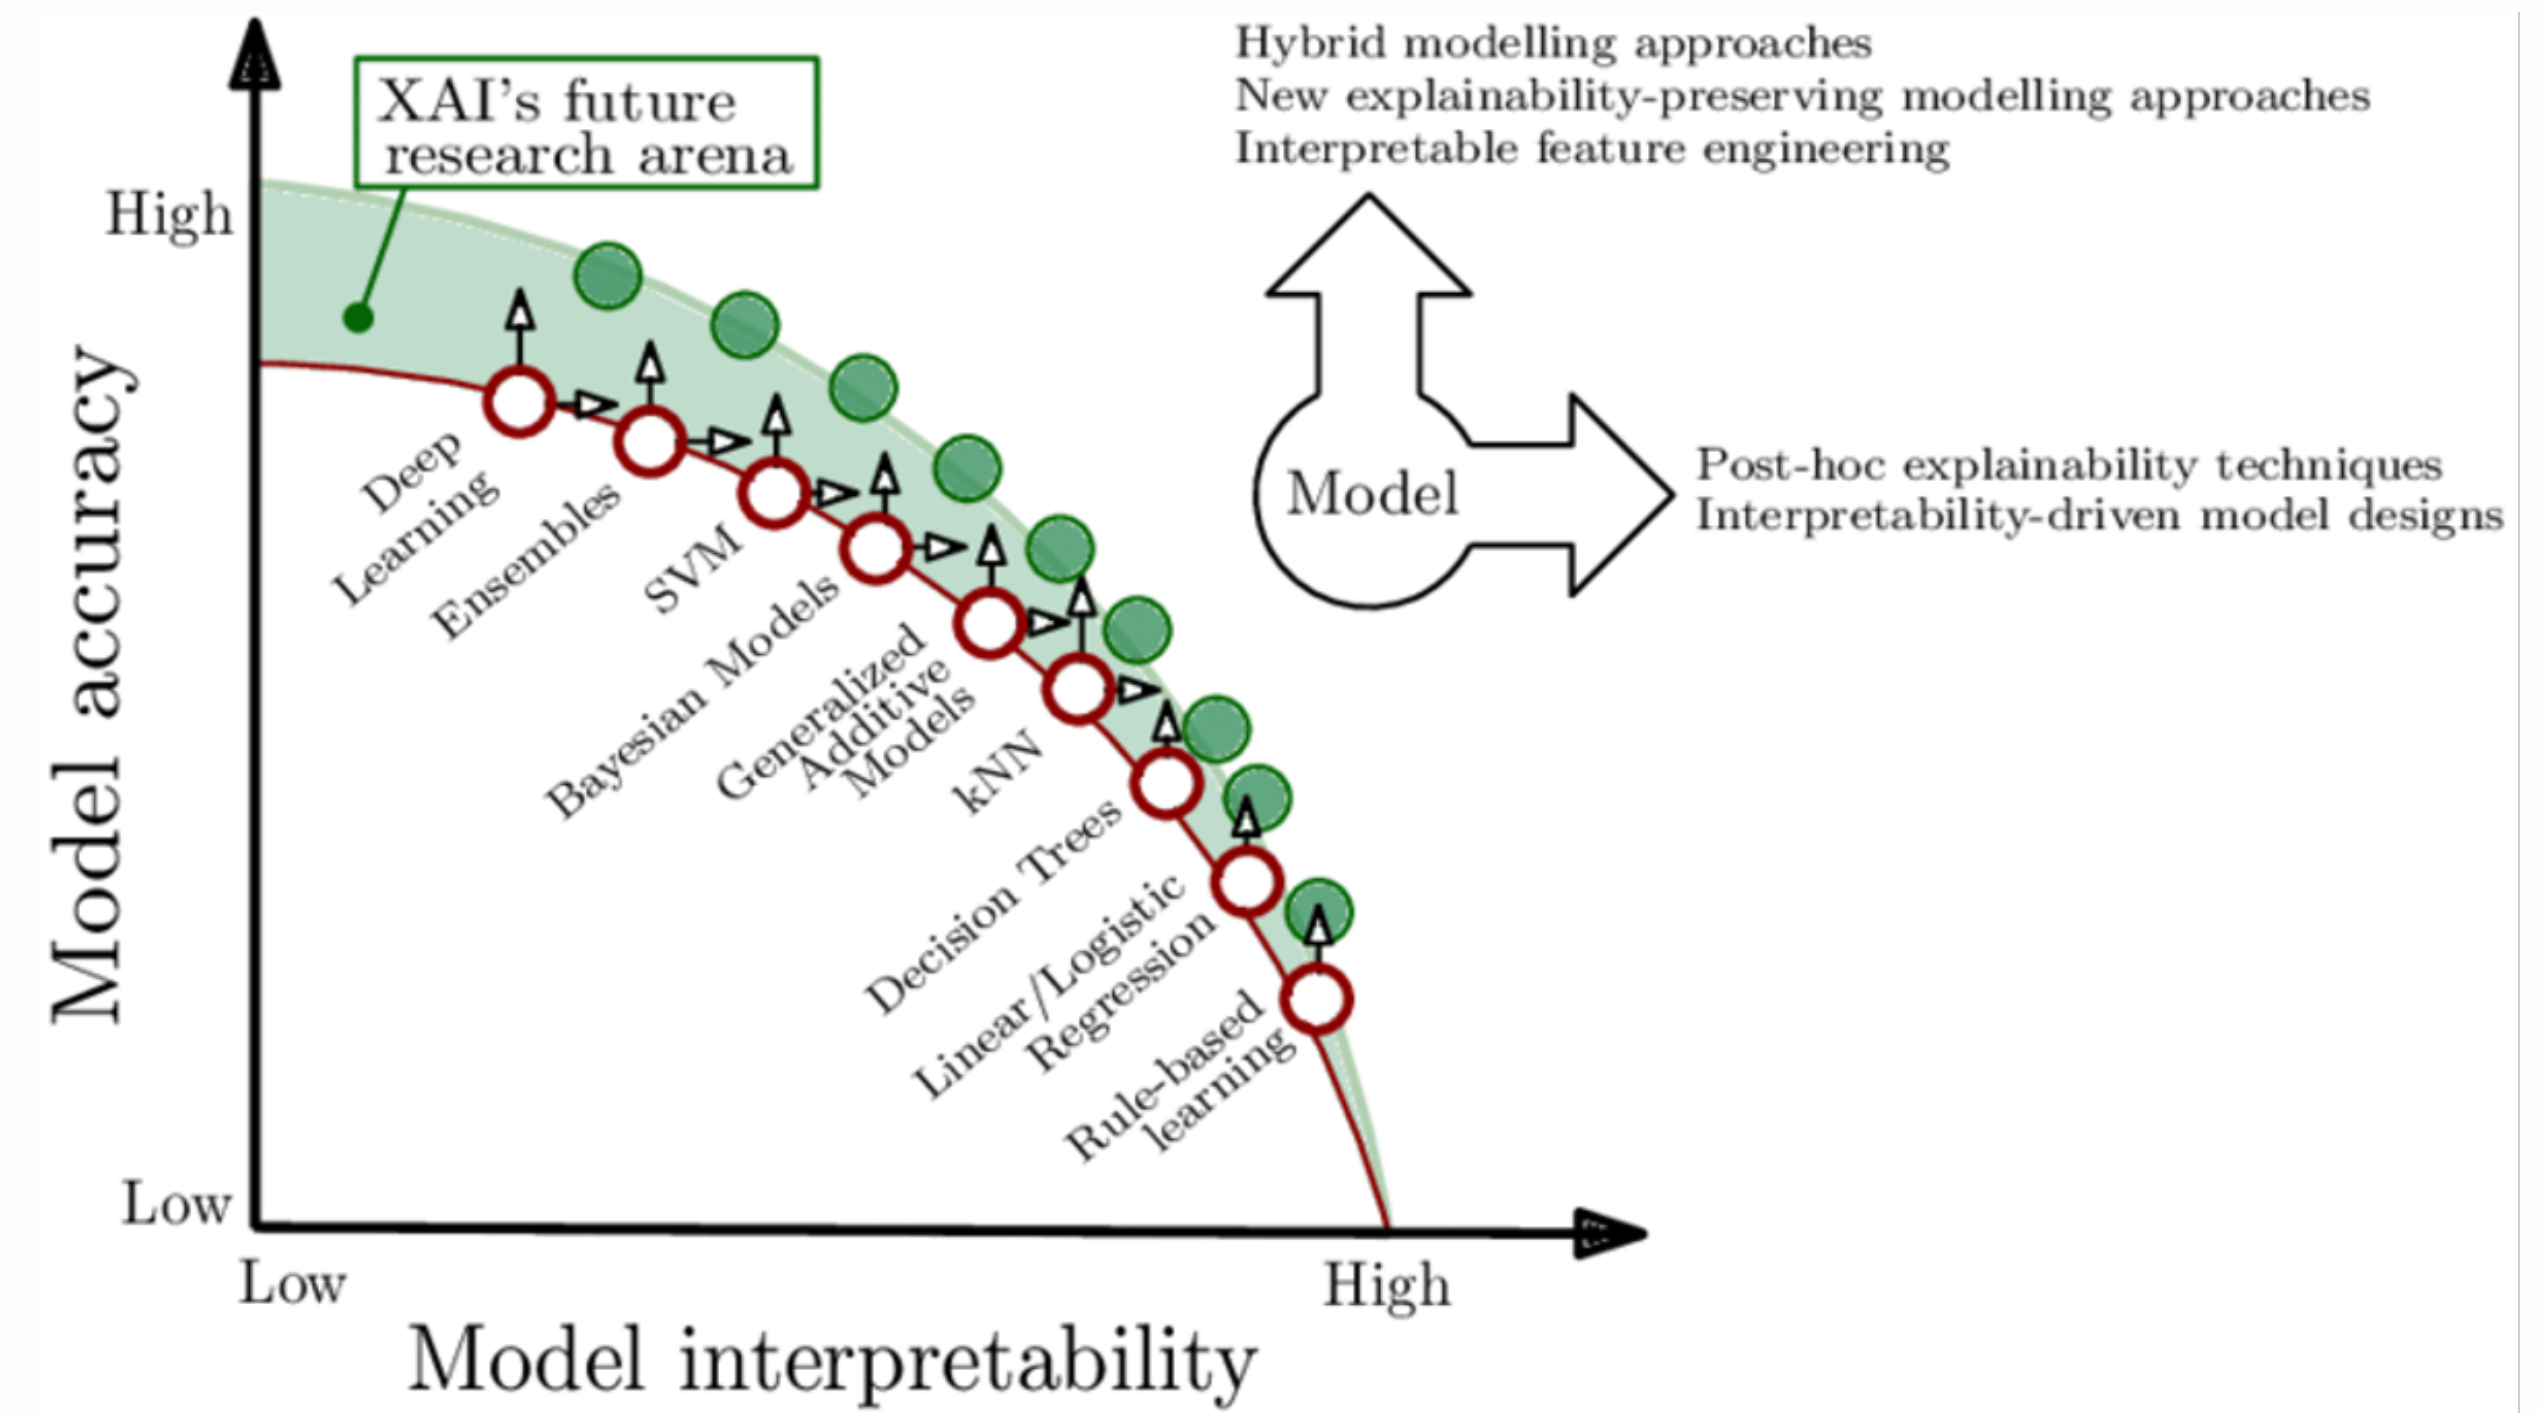 XAI's future
research arena
Hybrid modelling approaches
New explainability-preserving modelling approaches
Interpretable feature engineering
Model
Post-hoc explainability techniques
Interpretability-driven model designs
Model accuracy
High
Low
Deep
Learning
Ensembles
SVM
Bayesian Models
Generalized
Additive
Models
kNN
Decision Trees
Linear/Logistic
Regression
Rule-based
learning
Low
High
Model interpretability